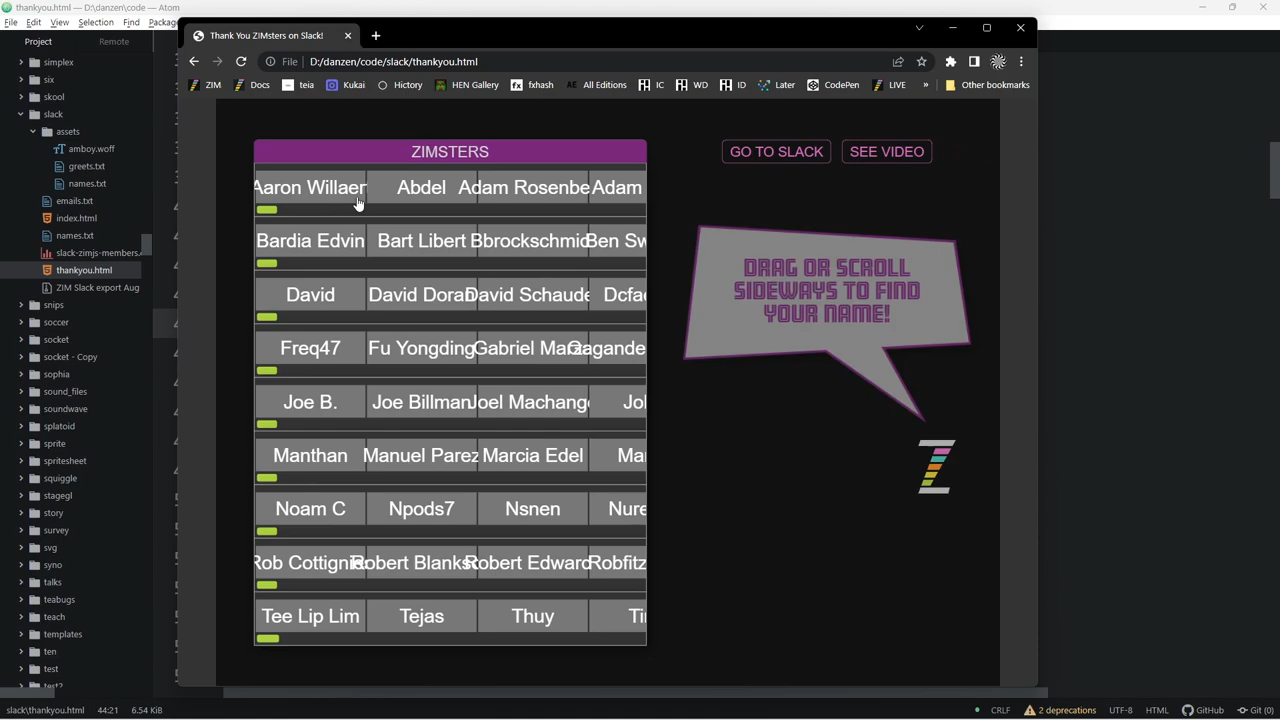 thankyou.html — D:\danzen\code — Atom
File Edit View Selection Find Packag
Project Remote
simplex
six
skool
slack
assets
amboy.woff
greets.txt
names.txt
emails.txt
index.html
names.txt
slack-zimjs-members.
thankyou.html
ZIM Slack export Aug
snips
soccer
socket
socket - Copy
sophia
sound_files
soundwave
splatoid
sprite
spritesheet
squiggle
stagegl
story
survey
svg
syno
talks
teabugs
teach
templates
ten
test
test2
Thank You Z!Msters on Slack!
File D:/danzen/code/slack/thankyou.html
ZIM Docs teia Kukai Hictory HEN Gallery fxhash All Editions IC WD ID Later CodePen LIVE » Other bookmarks
ZIMSTERS
Aaron Willaer Abdel Adam Rosenbe Adam
Bardia Edvin Bart Libert Bbrockschmid Ben Sw
David David Doran David Schaude Dcfac
Freq47 Fu Yongding Gabriel Marza Gagande
Joe B. Joe Billman Joel Machang Jo
Manthan Manuel Parez Marcia Edel Ma
Noam C Npods7 Nsnen Nure
Rob Cottigni Robert Blanks Robert Edward Robfitz
Tee Lip Lim Tejas Thuy Ti
GO TO SLACK SEE VIDEO
DRAG OR SCROLL
SIDEWAYS TO FIND
YOUR NAME!
slack\thankyou.html 44:21 6.54 KiB
CRLF 2 deprecations UTF-8 HTML GitHub Git (0)